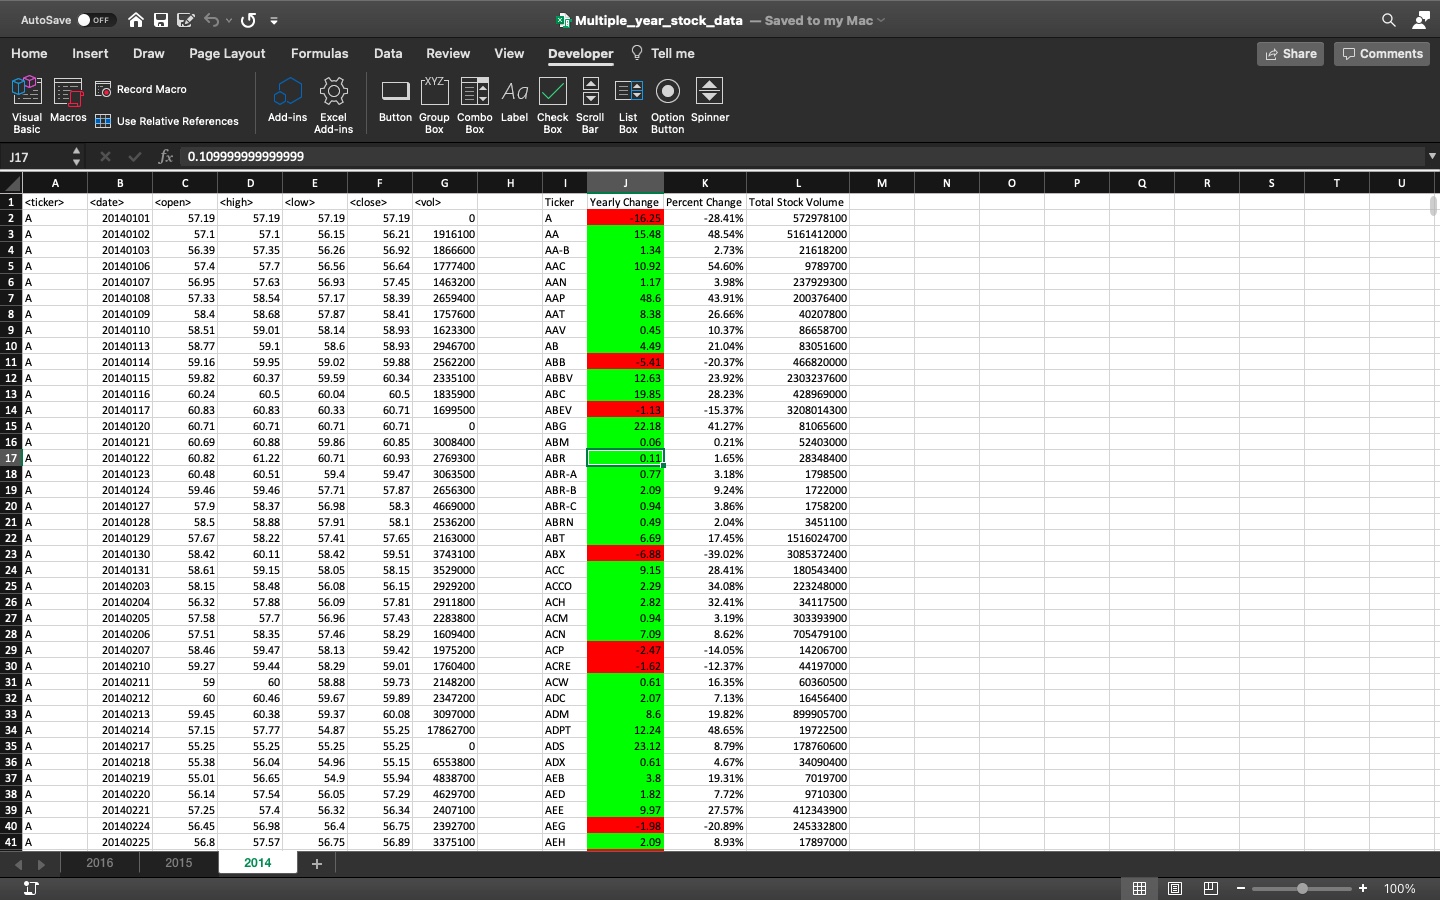 AutoSave OFF Multiple_year_stock_data — Saved to my Mac
Home Insert Draw Page Layout Formulas Data Review View Developer Tell me Share Comments
Visual Basic Macros Record Macro Use Relative References Add-ins Excel Add-ins Button Group Box Combo Box Label Check Box Scroll Bar List Box Option Button Spinner
XYZ Aa
J17 fx 0.109999999999999
A B C D E F G H I J K L M N O P Q R S T U
1 <ticker> <date> <open> <high> <low> <close> <vol> Ticker Yearly Change Percent Change Total Stock Volume
2 A 20140101 57.19 57.19 57.19 57.19 0 A -16.25 -28.41% 572978100
3 A 20140102 57.1 57.1 56.15 56.21 1916100 AA 15.48 48.54% 5161412000
4 A 20140103 56.39 57.35 56.26 56.92 1866600 AA-B 1.34 2.73% 21618200
5 A 20140106 57.4 57.7 56.56 56.64 1777400 AAC 10.92 54.60% 9789700
6 A 20140107 56.95 57.63 56.93 57.45 1463200 AAN 1.17 3.98% 237929300
7 A 20140108 57.33 58.54 57.17 58.39 2659400 AAP 48.6 43.91% 200376400
8 A 20140109 58.4 58.68 57.87 58.41 1757600 AAT 8.38 26.66% 40207800
9 A 20140110 58.51 59.01 58.14 58.93 1623300 AAV 0.45 10.37% 86658700
10 A 20140113 58.77 59.1 58.6 58.93 2946700 AB 4.49 21.04% 83051600
11 A 20140114 59.16 59.95 59.02 59.88 2562200 ABB -5.41 -20.37% 466820000
12 A 20140115 59.82 60.37 59.59 60.34 2335100 ABBV 12.63 23.92% 2303237600
13 A 20140116 60.24 60.5 60.04 60.5 1835900 ABC 19.85 28.23% 428969000
14 A 20140117 60.83 60.83 60.33 60.71 1699500 ABEV -1.13 -15.37% 3208014300
15 A 20140120 60.71 60.71 60.71 60.71 0 ABG 22.18 41.27% 81065600
16 A 20140121 60.69 60.88 59.86 60.85 3008400 ABM 0.06 0.21% 52403000
17 A 20140122 60.82 61.22 60.71 60.93 2769300 ABR 0.11 1.65% 28348400
18 A 20140123 60.48 60.51 59.4 59.47 3063500 ABR-A 0.77 3.18% 1798500
19 A 20140124 59.46 59.46 57.71 57.87 2656300 ABR-B 2.09 9.24% 1722000
20 A 20140127 57.9 58.37 56.98 58.3 4669000 ABR-C 0.94 3.86% 1758200
21 A 20140128 58.5 58.88 57.91 58.1 2536200 ABRN 0.49 2.04% 3451100
22 A 20140129 57.67 58.22 57.41 57.65 2163000 ABT 6.69 17.45% 1516024700
23 A 20140130 58.42 60.11 58.42 59.51 3743100 ABX -6.88 -39.02% 3085372400
24 A 20140131 58.61 59.15 58.05 58.15 3529000 ACC 9.15 28.41% 180543400
25 A 20140203 58.15 58.48 56.08 56.15 2929200 ACCO 2.29 34.08% 223248000
26 A 20140204 56.32 57.88 56.09 57.81 2911800 ACH 2.82 32.41% 34117500
27 A 20140205 57.58 57.7 56.96 57.43 2283800 ACM 0.94 3.19% 303393900
28 A 20140206 57.51 58.35 57.46 58.29 1609400 ACN 7.09 8.62% 705479100
29 A 20140207 58.46 59.47 58.13 59.42 1975200 ACP -2.47 -14.05% 14206700
30 A 20140210 59.27 59.44 58.29 59.01 1760400 ACRE -1.62 -12.37% 44197000
31 A 20140211 59 60 58.88 59.73 2148200 ACW 0.61 16.35% 60360500
32 A 20140212 60 60.46 59.67 59.89 2347200 ADC 2.07 7.13% 16456400
33 A 20140213 59.45 60.38 59.37 60.08 3097000 ADM 8.6 19.82% 899905700
34 A 20140214 57.15 57.77 54.87 55.25 17862700 ADPT 12.24 48.65% 19722500
35 A 20140217 55.25 55.25 55.25 55.25 0 ADS 23.12 8.79% 178760600
36 A 20140218 55.38 56.04 54.96 55.15 6553800 ADX 0.61 4.67% 34090400
37 A 20140219 55.01 56.65 54.9 55.94 4838700 AEB 3.8 19.31% 7019700
38 A 20140220 56.14 57.54 56.05 57.29 4629700 AED 1.82 7.72% 9710300
39 A 20140221 57.25 57.4 56.32 56.34 2407100 AEE 9.97 27.57% 412343900
40 A 20140224 56.45 56.98 56.4 56.75 2392700 AEG -1.98 -20.89% 245332800
41 A 20140225 56.8 57.57 56.75 56.89 3375100 AEH 2.09 8.93% 17897000
2016 2015 2014 +
100%